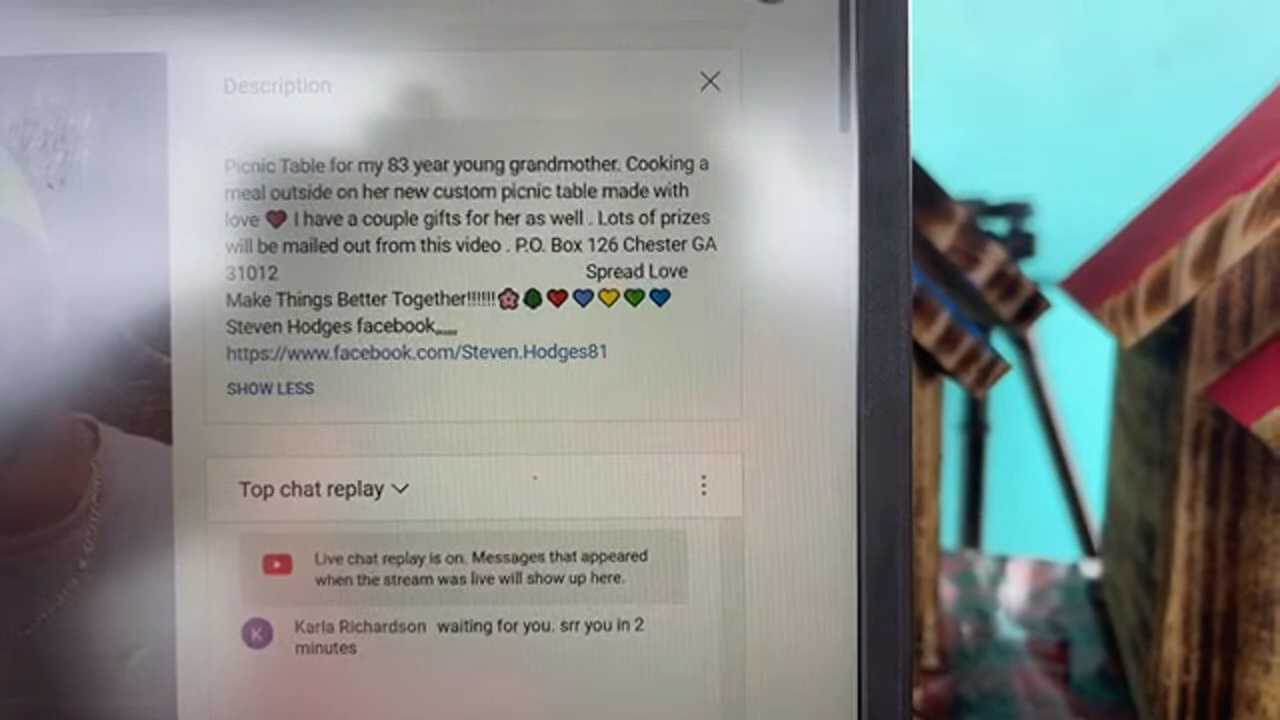 Description
Picnic Table for my 83 year young grandmother. Cooking a
meal outside on her new custom picnic table made with
love ❤️ I have a couple gifts for her as well . Lots of prizes
will be mailed out from this video . P.O. Box 126 Chester GA
31012 Spread Love
Make Things Better Together!!!!!!🌸🌲❤️💙💛💚💙
Steven Hodges facebook,,,,,,
https://www.facebook.com/Steven.Hodges81
SHOW LESS
Top chat replay
Live chat replay is on. Messages that appeared
when the stream was live will show up here.
K
Karla Richardson waiting for you. srr you in 2
minutes